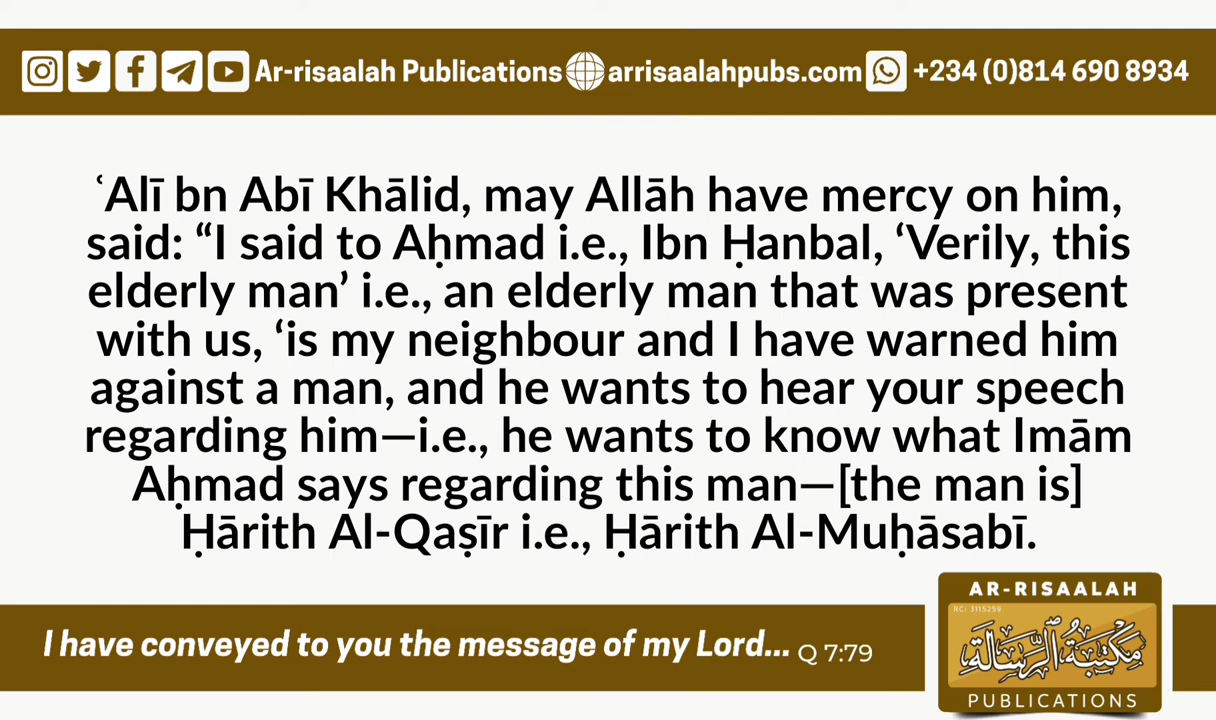 Ar-risaalah Publications arrisaalahpubs.com +234 (0)814 690 8934
ʿAlī bn Abī Khālid, may Allāh have mercy on him,
said: “I said to Aḥmad i.e., Ibn Ḥanbal, ‘Verily, this
elderly man’ i.e., an elderly man that was present
with us, ‘is my neighbour and I have warned him
against a man, and he wants to hear your speech
regarding him—i.e., he wants to know what Imām
Aḥmad says regarding this man—[the man is]
Ḥārith Al-Qaṣīr i.e., Ḥārith Al-Muḥāsabī.
I have conveyed to you the message of my Lord... Q 7:79
AR-RISAALAH
RC: 3115259
مَكْتَبَةُ الرِّسَالَةِ
PUBLICATIONS